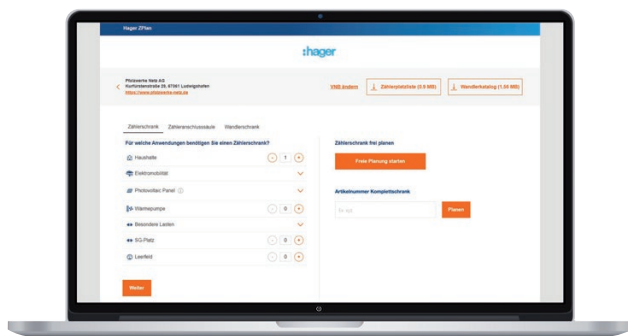 Hager ZPlan
:hager
Pfalzwerke Netz AG
Kurfürstenstraße 29, 67061 Ludwigshafen
https://www.pfalzwerke-netz.de
VNB ändern
Zählerplatzliste (0.9 MB)
Wandlerkatalog (1.68 MB)
Zählerschrank Zähleranschlusssäule Wandlerschrank
Für welche Anwendungen benötigen Sie einen Zählerschrank?
Zählerschrank frei planen
Haushalte - 1 +
Freie Planung starten
Elektromobilität
Photovoltaic Panel
Artikelnummer Komplettschrank
Wärmepumpe - 0 +
Planen
Besondere Lasten
SG-Platz - 0 +
Leerfeld - 0 +
Weiter